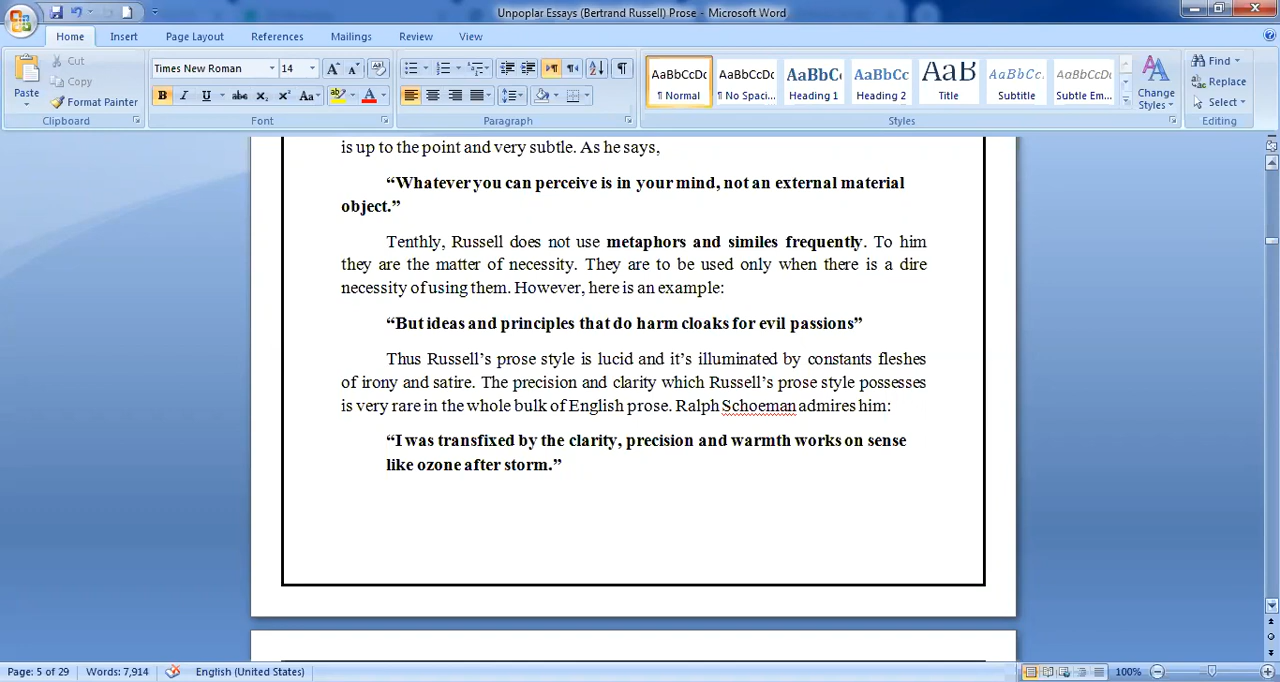 Unpoplar Essays (Bertrand Russell) Prose - Microsoft Word
Home Insert Page Layout References Mailings Review View
Paste
Cut
Copy
Format Painter
Clipboard
Times New Roman 14
Font
Paragraph
AaBbCcDc AaBbCcDc AaBbC AaBbCc AaB AaBbCc. AaBbCcDc
¶ Normal ¶ No Spaci... Heading 1 Heading 2 Title Subtitle Subtle Em...
Change Styles
Styles
Find
Replace
Select
Editing
is up to the point and very subtle. As he says,
“Whatever you can perceive is in your mind, not an external material
object.”
Tenthly, Russell does not use metaphors and similes frequently. To him
they are the matter of necessity. They are to be used only when there is a dire
necessity of using them. However, here is an example:
“But ideas and principles that do harm cloaks for evil passions”
Thus Russell’s prose style is lucid and it’s illuminated by constants fleshes
of irony and satire. The precision and clarity which Russell’s prose style possesses
is very rare in the whole bulk of English prose. Ralph Schoeman admires him:
“I was transfixed by the clarity, precision and warmth works on sense
like ozone after storm.”
Page: 5 of 29 Words: 7,914 English (United States) 100%